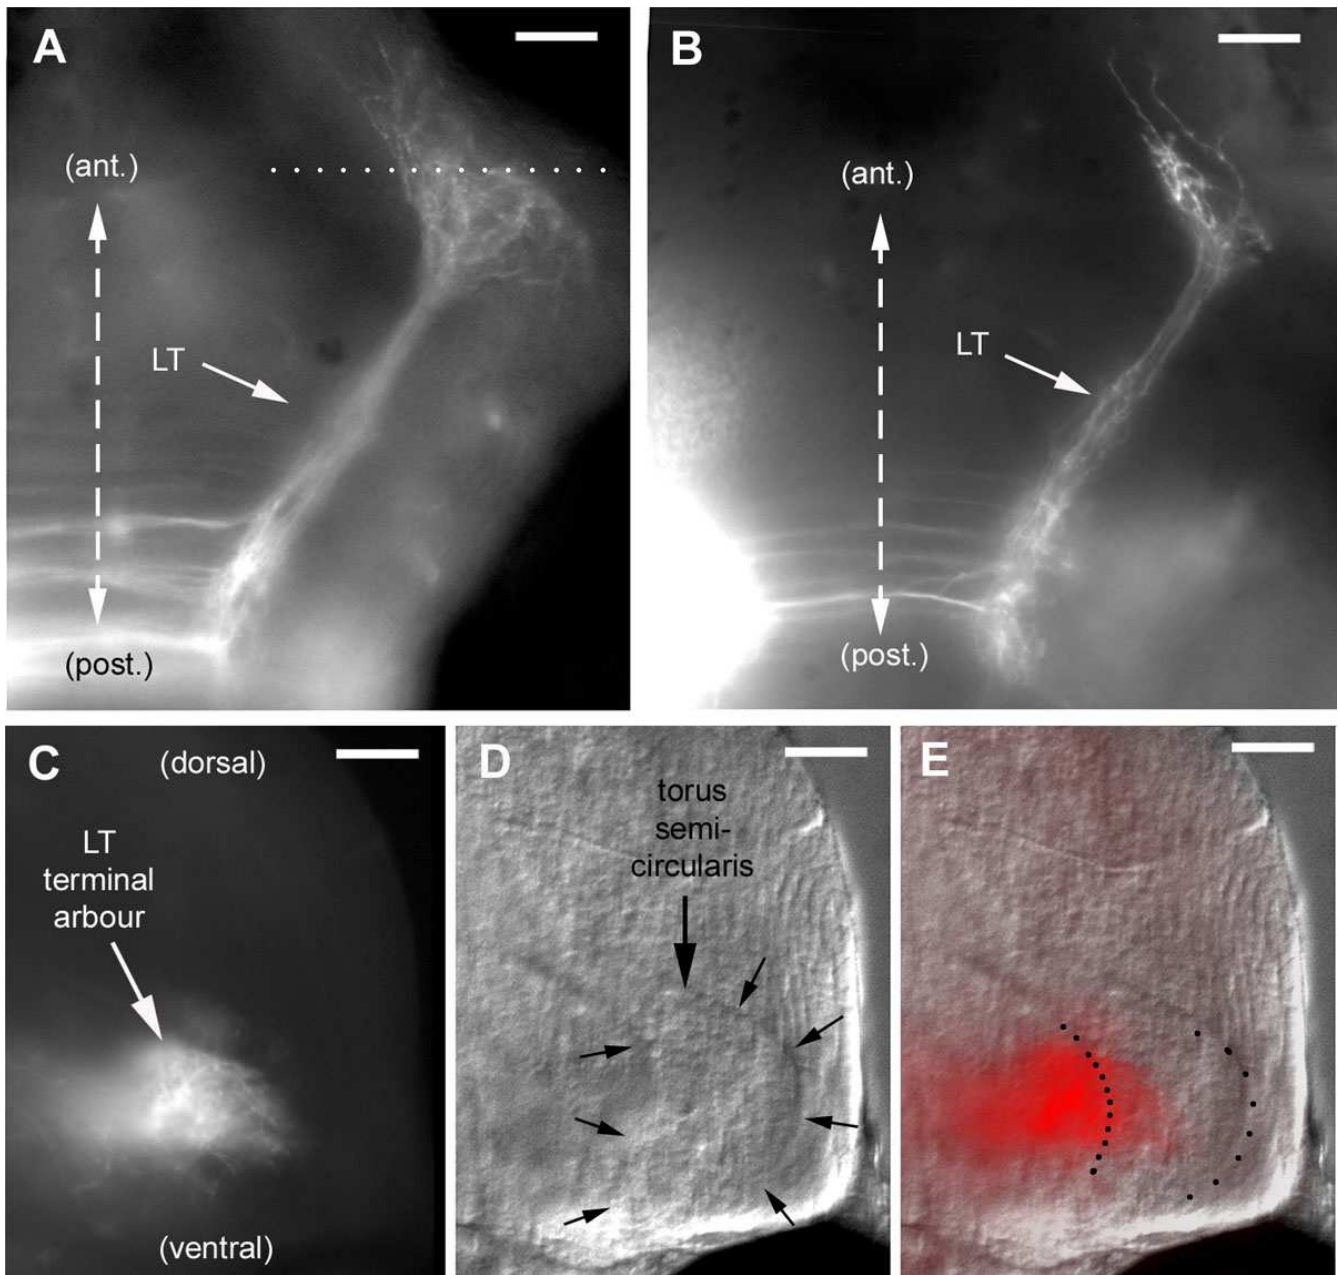 A
(ant.)
LT
(post.)
B
(ant.)
LT
(post.)
C
(dorsal)
LT
terminal
arbour
(ventral)
D
torus
semi-
circularis
E